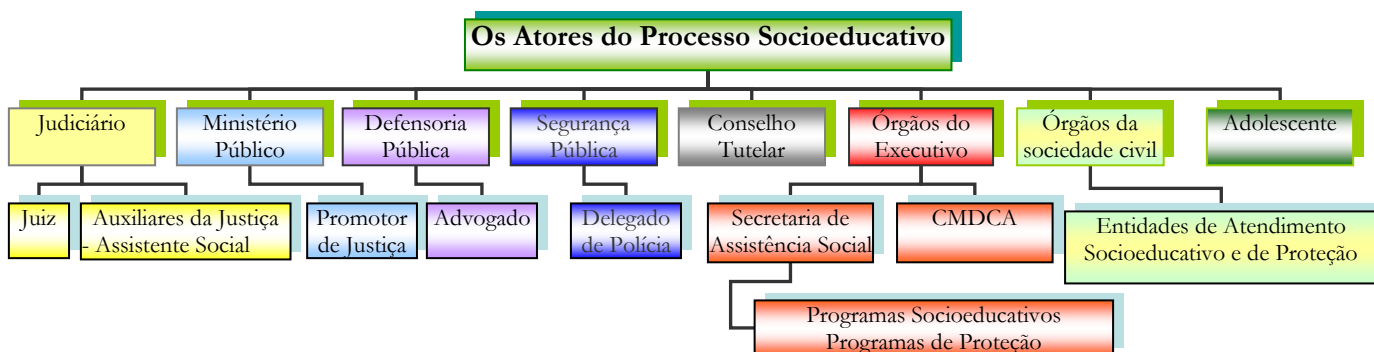 Os Atores do Processo Socioeducativo
Judiciário
Ministério
Público
Defensoria
Pública
Segurança
Pública
Conselho
Tutelar
Órgãos do
Executivo
Órgãos da
sociedade civil
Adolescente
Juiz
Auxiliares da Justiça
- Assistente Social
Promotor
de Justiça
Advogado
Delegado
de Polícia
Secretaria de
Assistência Social
CMDCA
Entidades de Atendimento
Socioeducativo e de Proteção
Programas Socioeducativos
Programas de Proteção